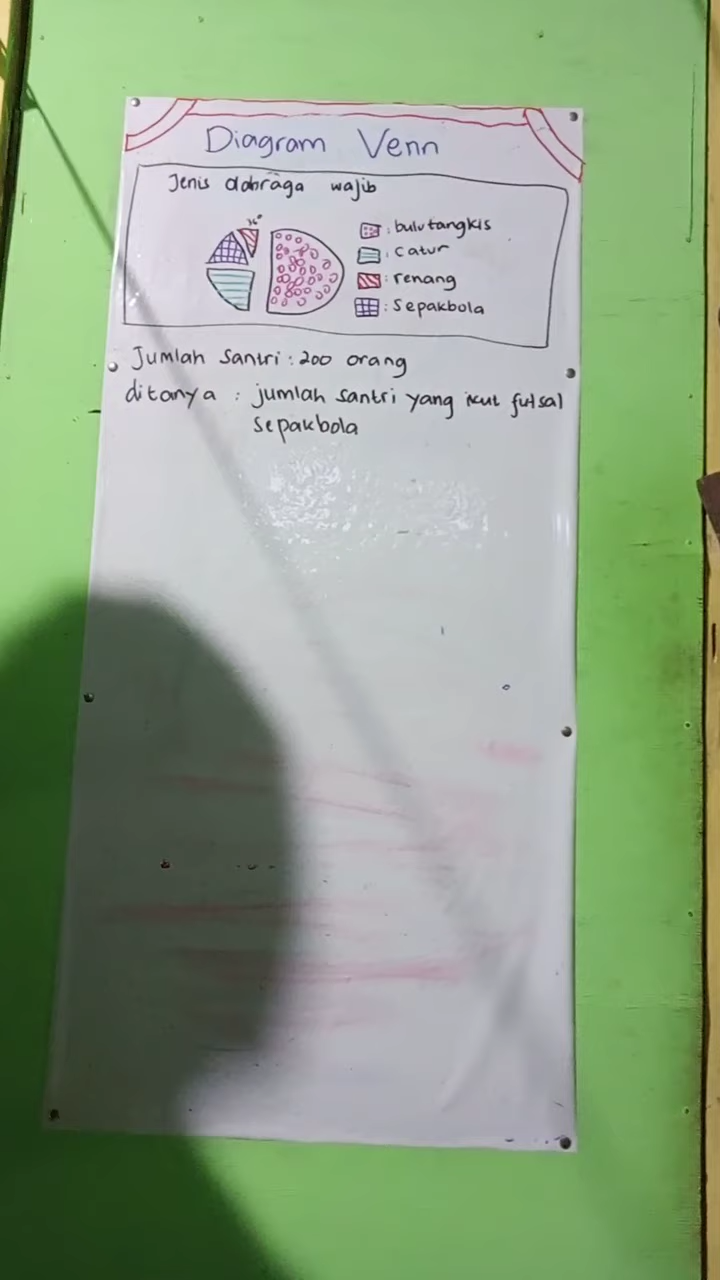 Diagram Venn
Jenis olahraga wajib
36°
: bulutangkis
: catur
: renang
: Sepakbola
Jumlah Santri : 200 orang
ditanya : jumlah santri yang ikut futsal
Sepakbola